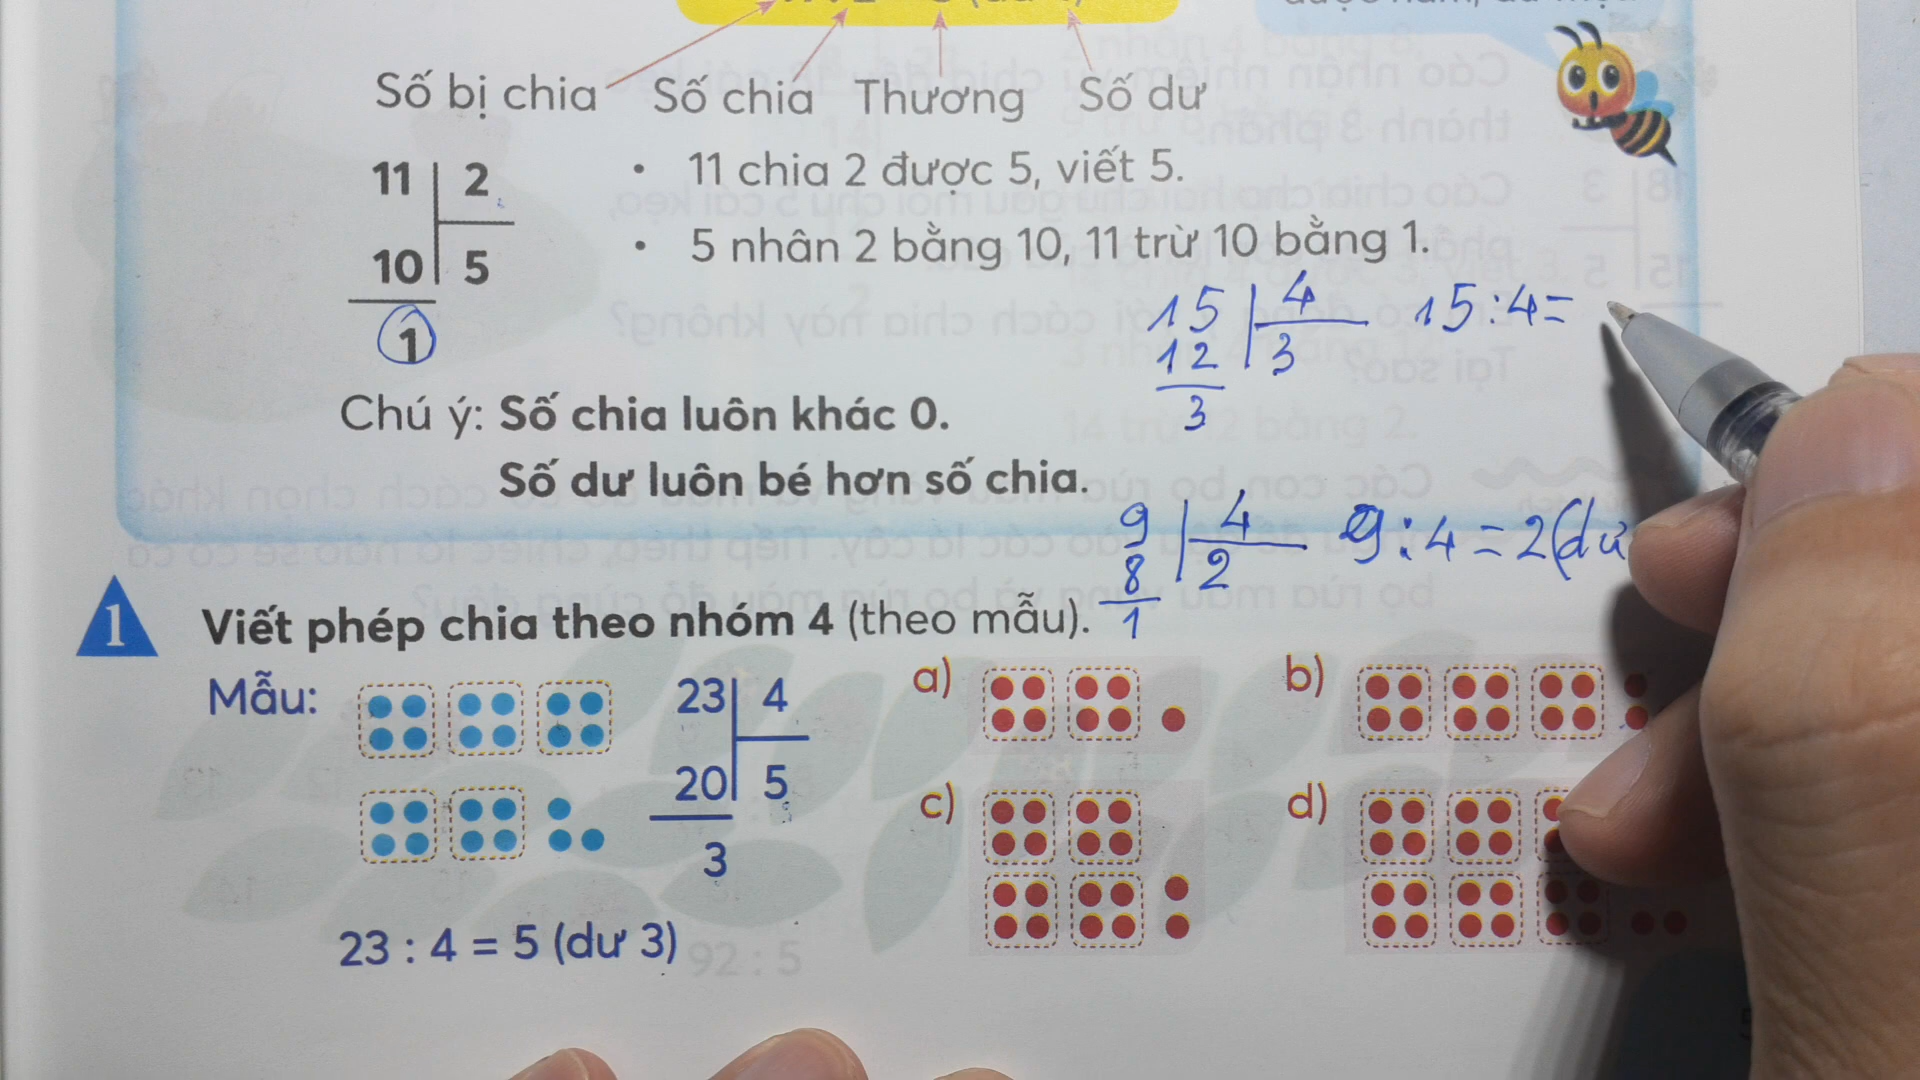 Số bị chia Số chia Thương Số dư
11 2
10 5
1
• 11 chia 2 được 5, viết 5.
• 5 nhân 2 bằng 10, 11 trừ 10 bằng 1.
15 4
12 3
3
15:4=
Chú ý: Số chia luôn khác 0.
Số dư luôn bé hơn số chia.
9 4
8 2
1
9:4=2(dư
1 Viết phép chia theo nhóm 4 (theo mẫu).
Mẫu:
23 4
20 5
3
23 : 4 = 5 (dư 3)
a)
b)
c)
d)
92 : 5